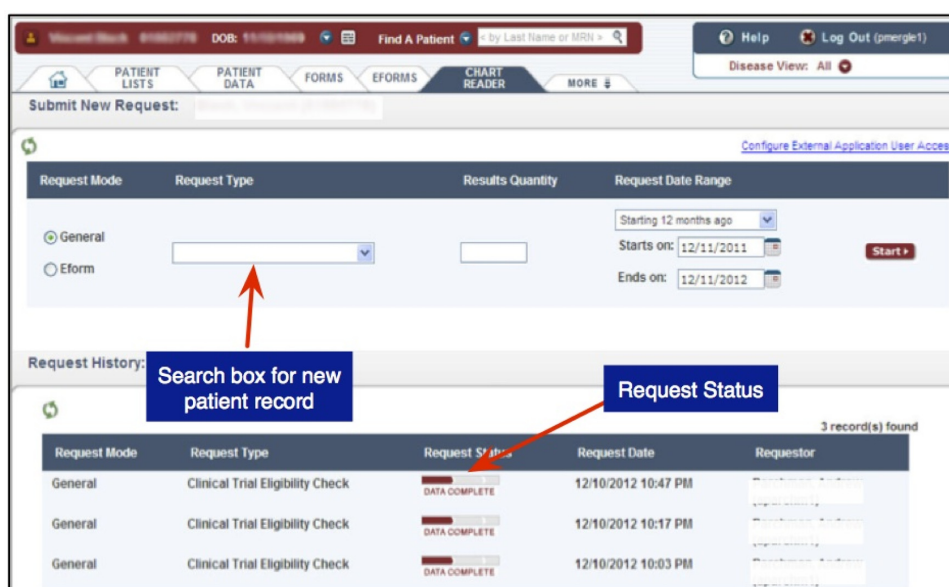 DOB:
Find A Patient
< by Last Name or MRN >
Help
Log Out (pmergle1)
Disease View: All
PATIENT LISTS
PATIENT DATA
FORMS
EFORMS
CHART READER
MORE
Submit New Request:
Configure External Application User Acces
Request Mode Request Type Results Quantity Request Date Range
Starting 12 months ago
General
Starts on: 12/11/2011
Start
Eform
Ends on: 12/11/2012
Request History:
Search box for new
patient record
Request Status
3 record(s) found
Request Mode Request Type Request Status Request Date Requestor
General Clinical Trial Eligibility Check DATA COMPLETE 12/10/2012 10:47 PM
General Clinical Trial Eligibility Check DATA COMPLETE 12/10/2012 10:17 PM
General Clinical Trial Eligibility Check DATA COMPLETE 12/10/2012 10:03 PM